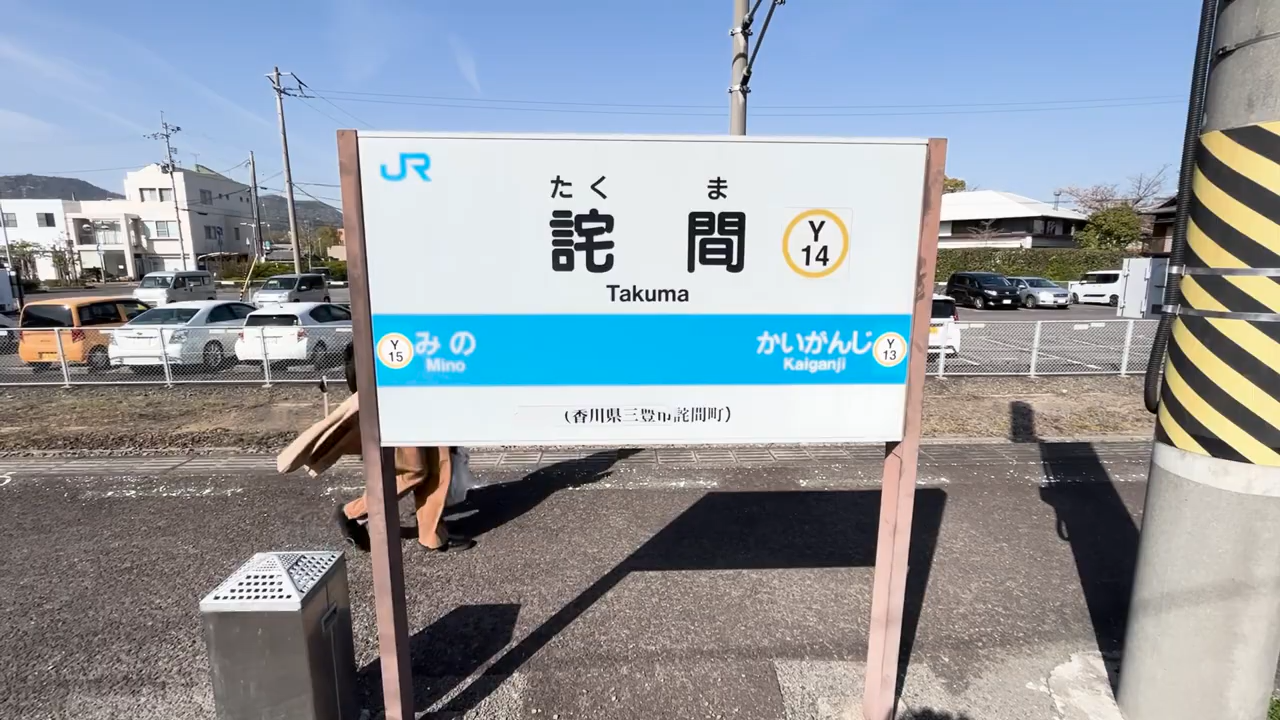 JR
たく ま
詫間
Y
14
Takuma
Y
15
みの
Mino
かいがんじ
Kaiganji
Y
13
(香川県三豊市詫間町)